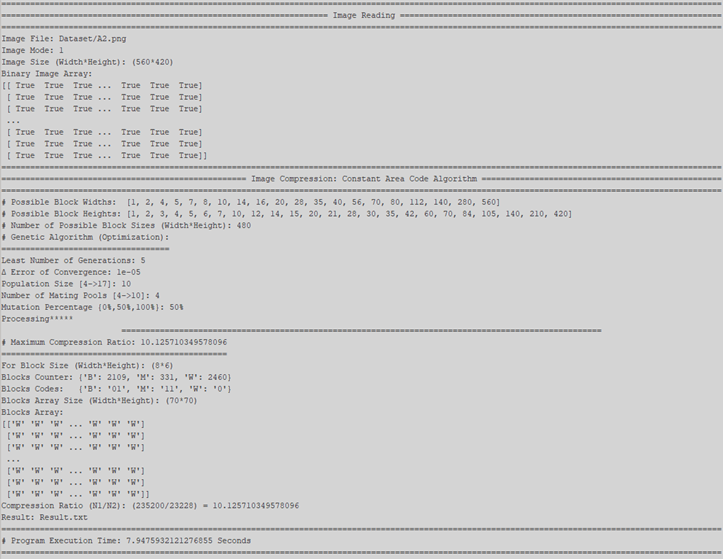 Image Reading
Image File: Dataset/A2.png
Image Mode: 1
Image Size (Width*Height): (560*420)
Binary Image Array:
[[ True  True  True ...  True  True  True]
 [ True  True  True ...  True  True  True]
 [ True  True  True ...  True  True  True]
 ...
 [ True  True  True ...  True  True  True]
 [ True  True  True ...  True  True  True]
 [ True  True  True ...  True  True  True]]
Image Compression: Constant Area Code Algorithm
# Possible Block Widths:  [1, 2, 4, 5, 7, 8, 10, 14, 16, 20, 28, 35, 40, 56, 70, 80, 112, 140, 280, 560]
# Possible Block Heights: [1, 2, 3, 4, 5, 6, 7, 10, 12, 14, 15, 20, 21, 28, 30, 35, 42, 60, 70, 84, 105, 140, 210, 420]
# Number of Possible Block Sizes (Width*Height): 480
# Genetic Algorithm (Optimization):
Least Number of Generations: 5
Δ Error of Convergence: 1e-05
Population Size [4->17]: 10
Number of Mating Pools [4->10]: 4
Mutation Percentage {0%,50%,100%}: 50%
Processing*****
# Maximum Compression Ratio: 10.125710349578096
For Block Size (Width*Height): (8*6)
Blocks Counter: {'B': 2109, 'M': 331, 'W': 2460}
Blocks Codes:   {'B': '01', 'M': '11', 'W': '0'}
Blocks Array Size (Width*Height): (70*70)
Blocks Array:
[['W' 'W' 'W' ... 'W' 'W' 'W']
 ['W' 'W' 'W' ... 'W' 'W' 'W']
 ['W' 'W' 'W' ... 'W' 'W' 'W']
 ...
 ['W' 'W' 'W' ... 'W' 'W' 'W']
 ['W' 'W' 'W' ... 'W' 'W' 'W']
 ['W' 'W' 'W' ... 'W' 'W' 'W']]
Compression Ratio (N1/N2): (235200/23228) = 10.125710349578096
Result: Result.txt
# Program Execution Time: 7.9475932121276855 Seconds